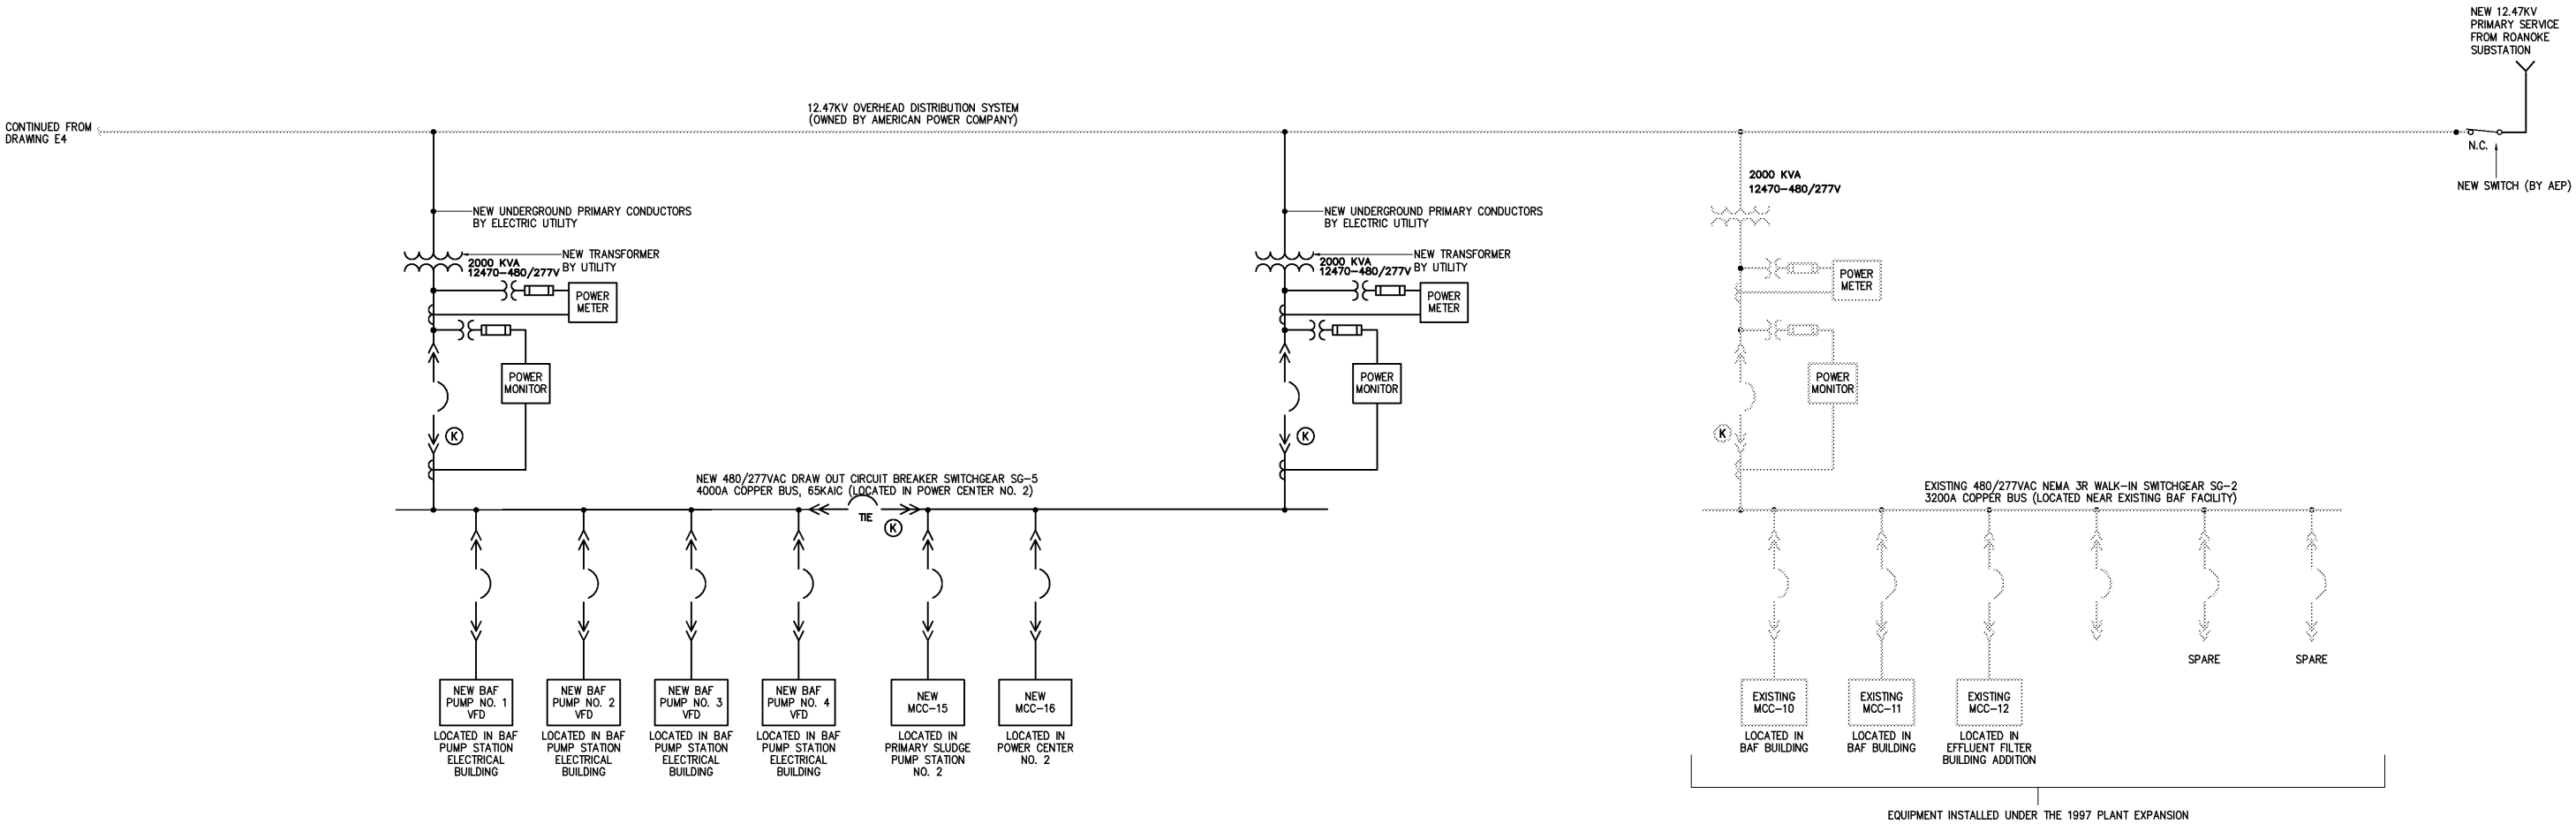 NEW 12.47KV
PRIMARY SERVICE
FROM ROANOKE
SUBSTATION
12.47KV OVERHEAD DISTRIBUTION SYSTEM
(OWNED BY AMERICAN POWER COMPANY)
CONTINUED FROM
DRAWING E4
N.C.
NEW SWITCH (BY AEP)
NEW UNDERGROUND PRIMARY CONDUCTORS
BY ELECTRIC UTILITY
NEW TRANSFORMER
BY UTILITY
2000 KVA
12470-480/277V
POWER
METER
POWER
MONITOR
K
NEW UNDERGROUND PRIMARY CONDUCTORS
BY ELECTRIC UTILITY
NEW TRANSFORMER
BY UTILITY
2000 KVA
12470-480/277V
POWER
METER
POWER
MONITOR
K
2000 KVA
12470-480/277V
POWER
METER
POWER
MONITOR
K
NEW 480/277VAC DRAW OUT CIRCUIT BREAKER SWITCHGEAR SG-5
4000A COPPER BUS, 65KAIC (LOCATED IN POWER CENTER NO. 2)
TIE
K
EXISTING 480/277VAC NEMA 3R WALK-IN SWITCHGEAR SG-2
3200A COPPER BUS (LOCATED NEAR EXISTING BAF FACILITY)
NEW BAF
PUMP NO. 1
VFD
LOCATED IN BAF
PUMP STATION
ELECTRICAL
BUILDING
NEW BAF
PUMP NO. 2
VFD
LOCATED IN BAF
PUMP STATION
ELECTRICAL
BUILDING
NEW BAF
PUMP NO. 3
VFD
LOCATED IN BAF
PUMP STATION
ELECTRICAL
BUILDING
NEW BAF
PUMP NO. 4
VFD
LOCATED IN BAF
PUMP STATION
ELECTRICAL
BUILDING
NEW
MCC-15
LOCATED IN
PRIMARY SLUDGE
PUMP STATION
NO. 2
NEW
MCC-16
LOCATED IN
POWER CENTER
NO. 2
EXISTING
MCC-10
LOCATED IN
BAF BUILDING
EXISTING
MCC-11
LOCATED IN
BAF BUILDING
EXISTING
MCC-12
LOCATED IN
EFFLUENT FILTER
BUILDING ADDITION
SPARE
SPARE
EQUIPMENT INSTALLED UNDER THE 1997 PLANT EXPANSION